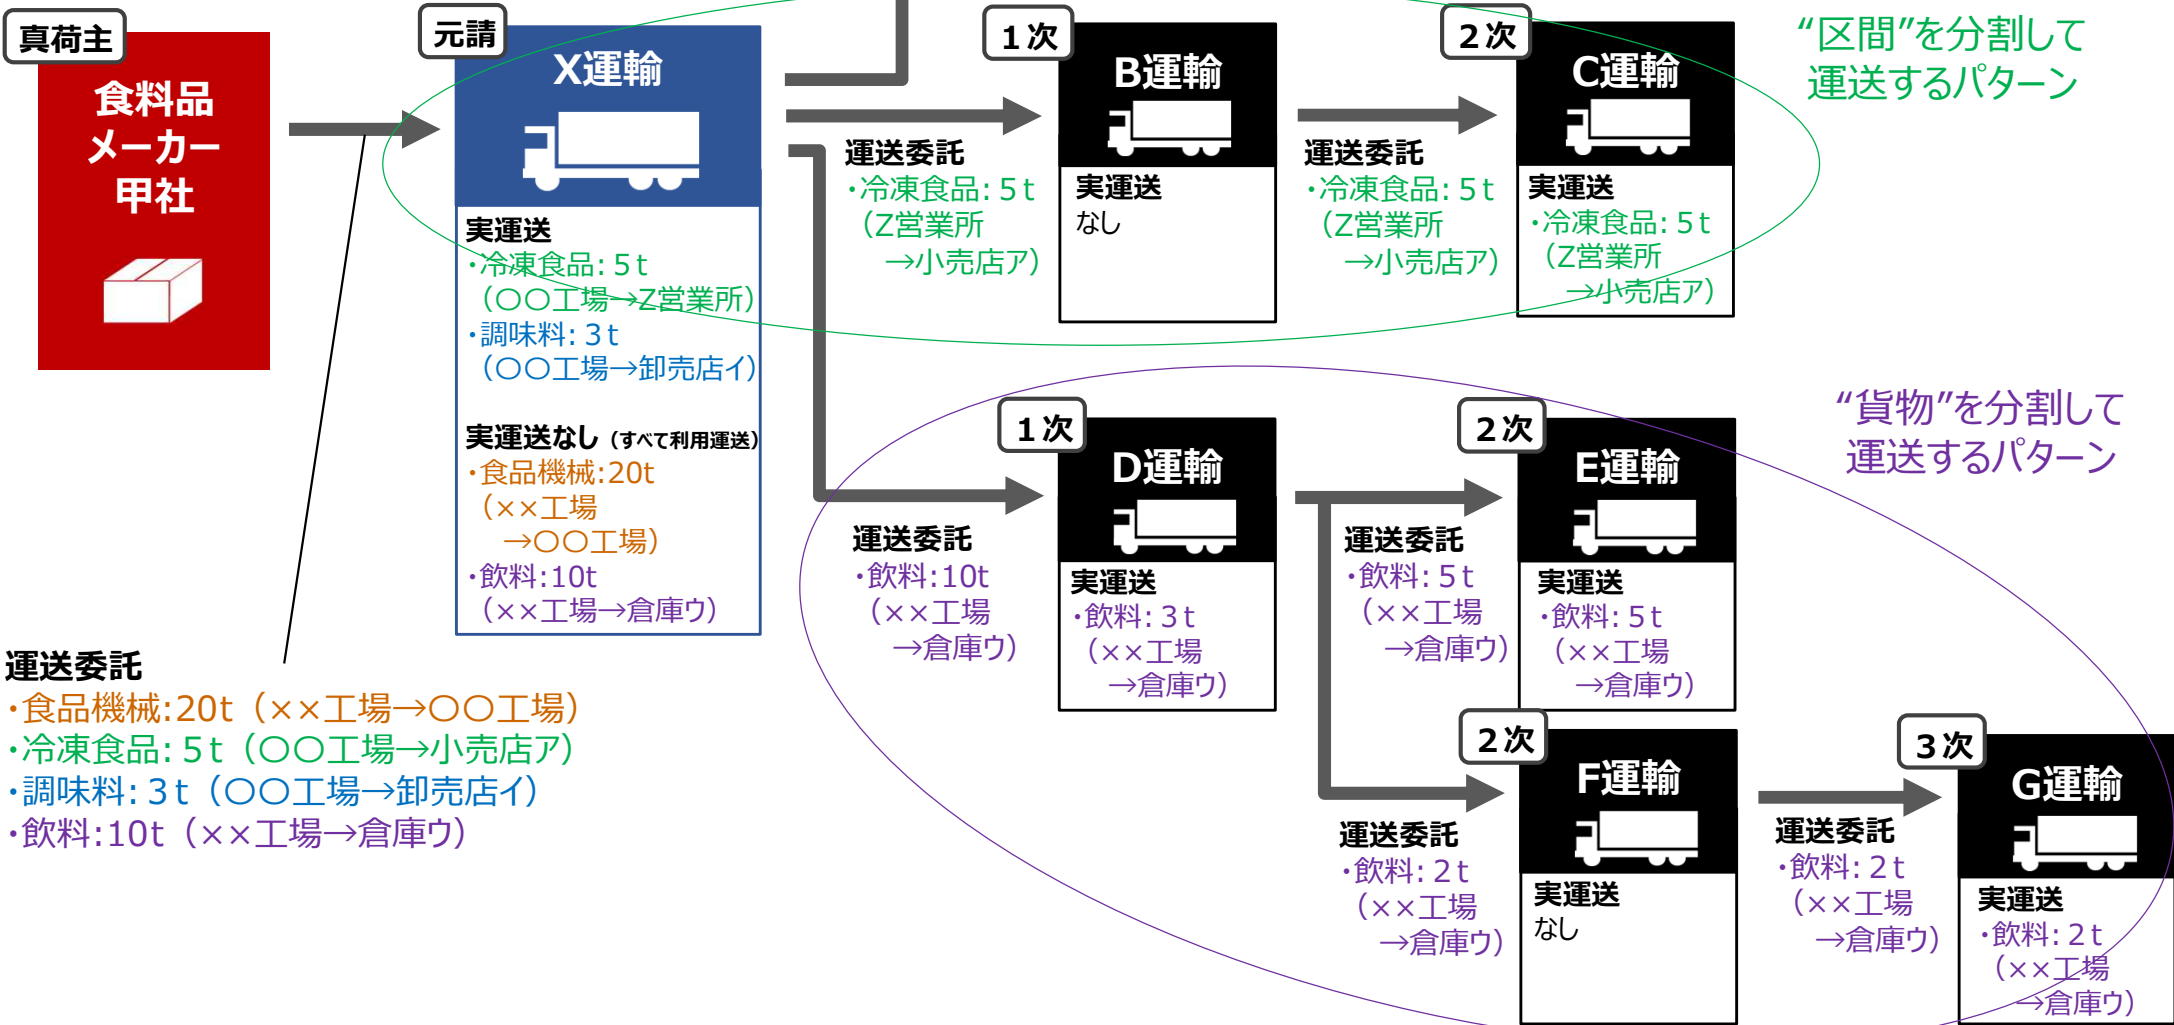 真荷主
食料品
メーカー
甲社
元請
X運輸
実運送
・冷凍食品:５t
（〇〇工場→Z営業所）
・調味料:３t
（〇〇工場→卸売店イ）
実運送なし（すべて利用運送）
・食品機械:20t
（××工場
→〇〇工場）
・飲料:10t
（××工場→倉庫ウ）
運送委託
・食品機械:20t（××工場→〇〇工場）
・冷凍食品:５t（〇〇工場→小売店ア）
・調味料:３t（〇〇工場→卸売店イ）
・飲料:10t（××工場→倉庫ウ）
運送委託
・冷凍食品:５t
（Z営業所
→小売店ア）
１次
B運輸
実運送
なし
運送委託
・冷凍食品:５t
（Z営業所
→小売店ア）
２次
C運輸
実運送
・冷凍食品:５t
（Z営業所
→小売店ア）
“区間”を分割して
運送するパターン
運送委託
・飲料:10t
（××工場
→倉庫ウ）
１次
D運輸
実運送
・飲料:３t
（××工場
→倉庫ウ）
運送委託
・飲料:５t
（××工場
→倉庫ウ）
２次
E運輸
実運送
・飲料:５t
（××工場
→倉庫ウ）
“貨物”を分割して
運送するパターン
運送委託
・飲料:２t
（××工場
→倉庫ウ）
２次
F運輸
実運送
なし
運送委託
・飲料:２t
（××工場
→倉庫ウ）
３次
G運輸
実運送
・飲料:２t
（××工場
→倉庫ウ）